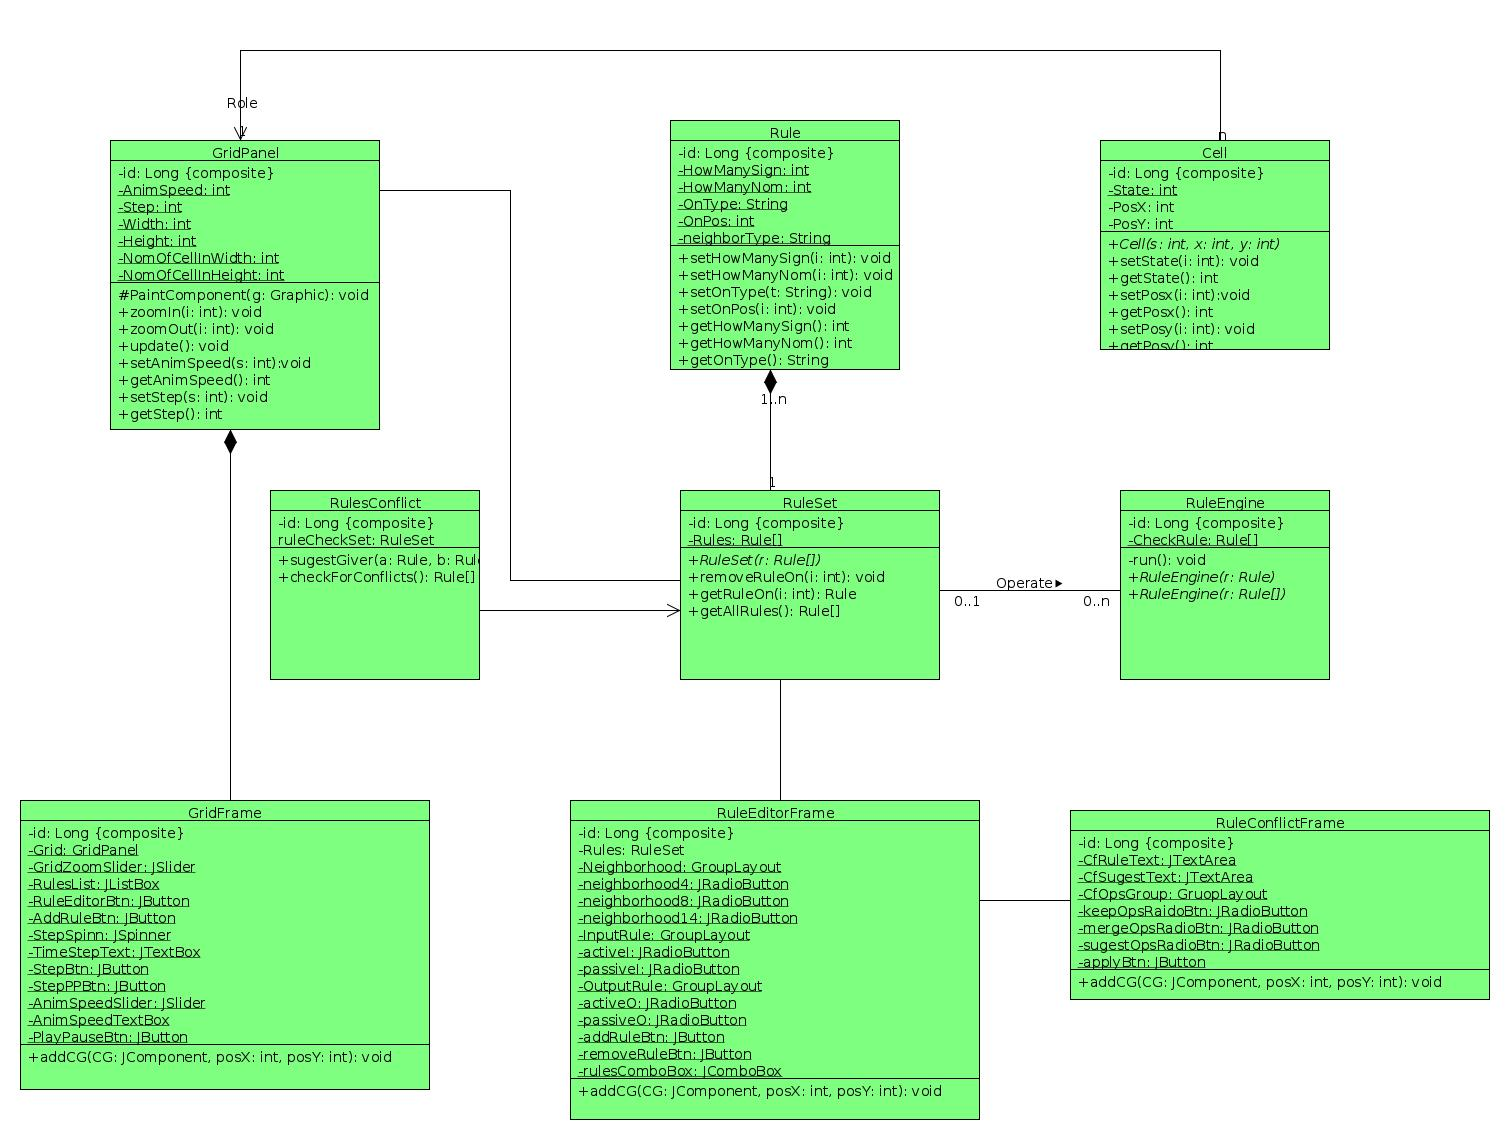 Role
1
n
GridPanel
-id: Long {composite}
-AnimSpeed: int
-Step: int
-Width: int
-Height: int
-NomOfCellInWidth: int
-NomOfCellInHeight: int
#PaintComponent(g: Graphic): void
+zoomIn(i: int): void
+zoomOut(i: int): void
+update(): void
+setAnimSpeed(s: int):void
+getAnimSpeed(): int
+setStep(s: int): void
+getStep(): int
Rule
-id: Long {composite}
-HowManySign: int
-HowManyNom: int
-OnType: String
-OnPos: int
-neighborType: String
+setHowManySign(i: int): void
+setHowManyNom(i: int): void
+setOnType(t: String): void
+setOnPos(i: int): void
+getHowManySign(): int
+getHowManyNom(): int
+getOnType(): String
1..n
1
Cell
-id: Long {composite}
-State: int
-PosX: int
-PosY: int
+Cell(s: int, x: int, y: int)
+setState(i: int): void
+getState(): int
+setPosx(i: int):void
+getPosx(): int
+setPosy(i: int): void
+getPosy(): int
RulesConflict
-id: Long {composite}
ruleCheckSet: RuleSet
+sugestGiver(a: Rule, b: Rule
+checkForConflicts(): Rule[]
RuleSet
-id: Long {composite}
-Rules: Rule[]
+RuleSet(r: Rule[])
+removeRuleOn(i: int): void
+getRuleOn(i: int): Rule
+getAllRules(): Rule[]
Operate
0..1
0..n
RuleEngine
-id: Long {composite}
-CheckRule: Rule[]
-run(): void
+RuleEngine(r: Rule)
+RuleEngine(r: Rule[])
GridFrame
-id: Long {composite}
-Grid: GridPanel
-GridZoomSlider: JSlider
-RulesList: JListBox
-RuleEditorBtn: JButton
-AddRuleBtn: JButton
-StepSpinn: JSpinner
-TimeStepText: JTextBox
-StepBtn: JButton
-StepPPBtn: JButton
-AnimSpeedSlider: JSlider
-AnimSpeedTextBox
-PlayPauseBtn: JButton
+addCG(CG: JComponent, posX: int, posY: int): void
RuleEditorFrame
-id: Long {composite}
-Rules: RuleSet
-Neighborhood: GroupLayout
-neighborhood4: JRadioButton
-neighborhood8: JRadioButton
-neighborhood14: JRadioButton
-InputRule: GroupLayout
-activeI: JRadioButton
-passiveI: JRadioButton
-OutputRule: GroupLayout
-activeO: JRadioButton
-passiveO: JRadioButton
-addRuleBtn: JButton
-removeRuleBtn: JButton
-rulesComboBox: JComboBox
+addCG(CG: JComponent, posX: int, posY: int): void
RuleConflictFrame
-id: Long {composite}
-CfRuleText: JTextArea
-CfSugestText: JTextArea
-CfOpsGroup: GruopLayout
-keepOpsRaidoBtn: JRadioButton
-mergeOpsRadioBtn: JRadioButton
-sugestOpsRadioBtn: JRadioButton
-applyBtn: JButton
+addCG(CG: JComponent, posX: int, posY: int): void